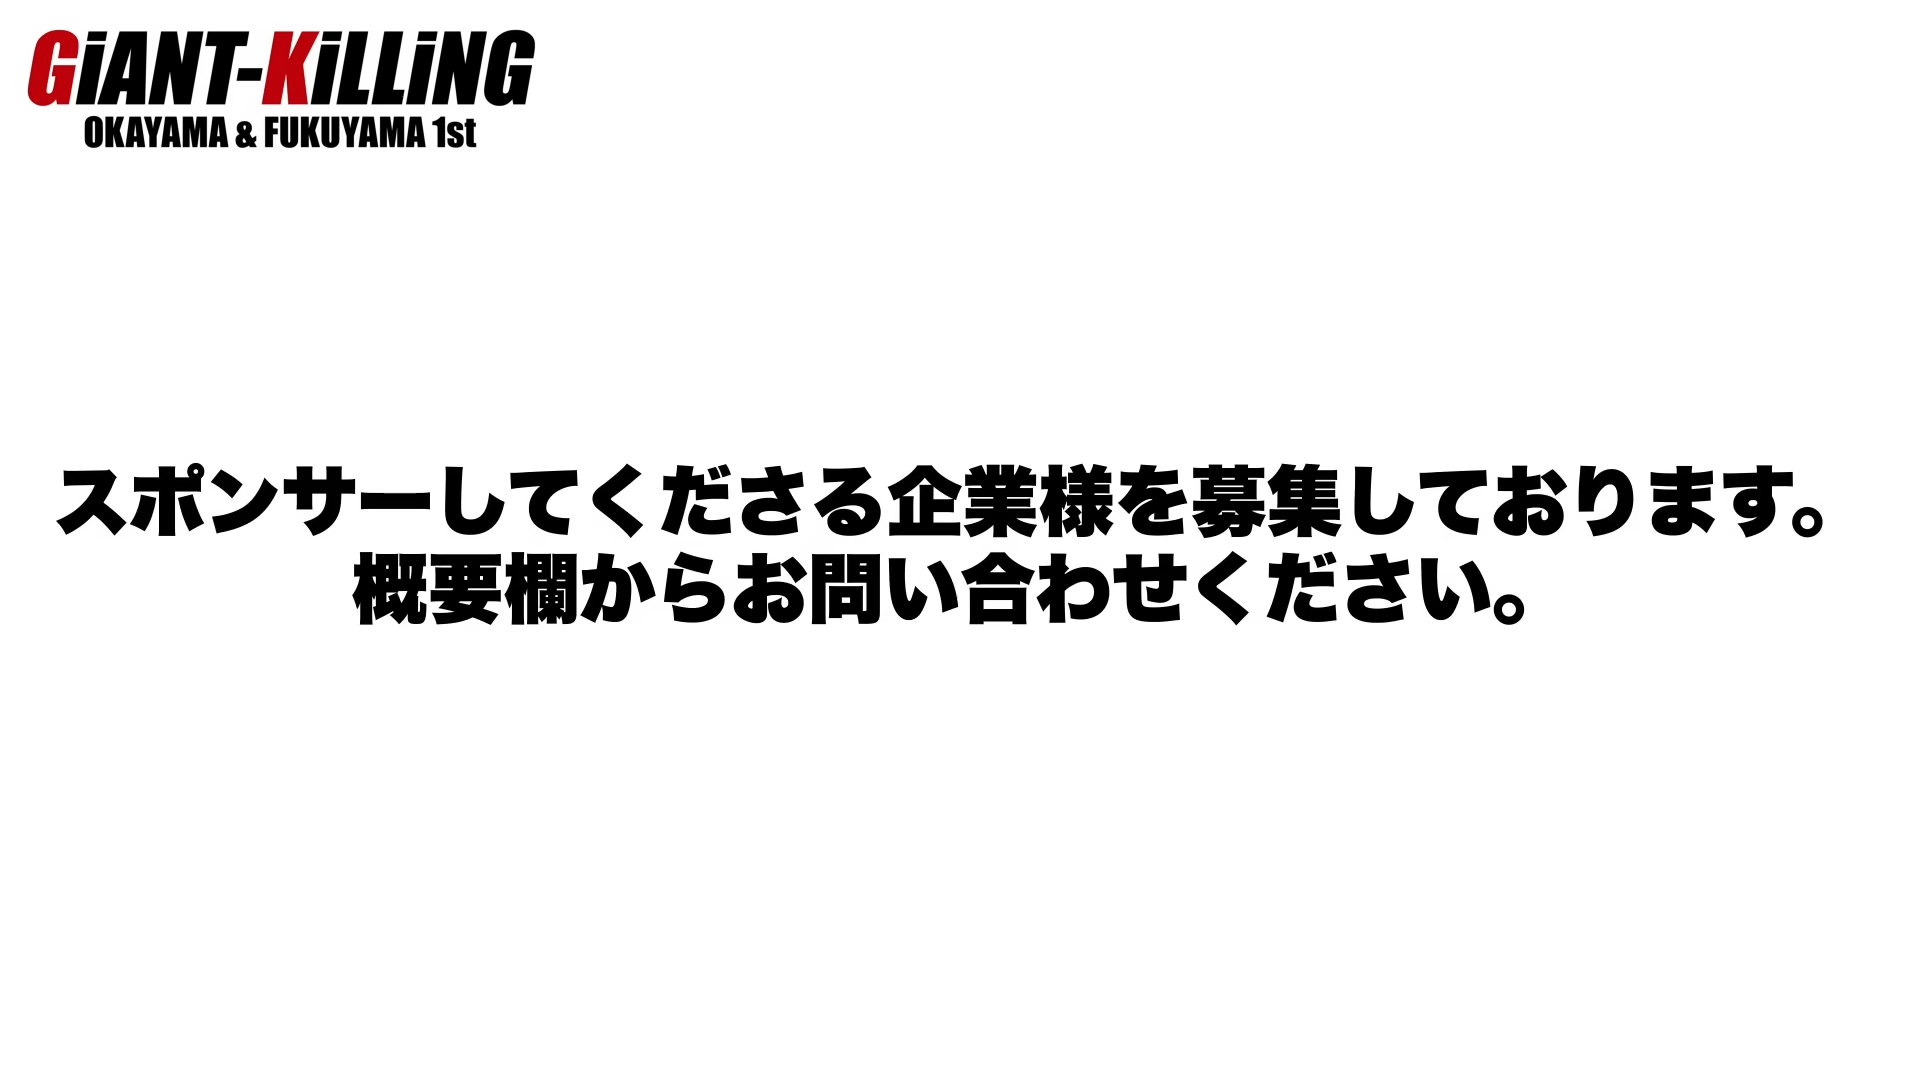 GiANT-KiLLiNG
OKAYAMA & FUKUYAMA 1st
スポンサーしてくださる企業様を募集しております。
概要欄からお問い合わせください。